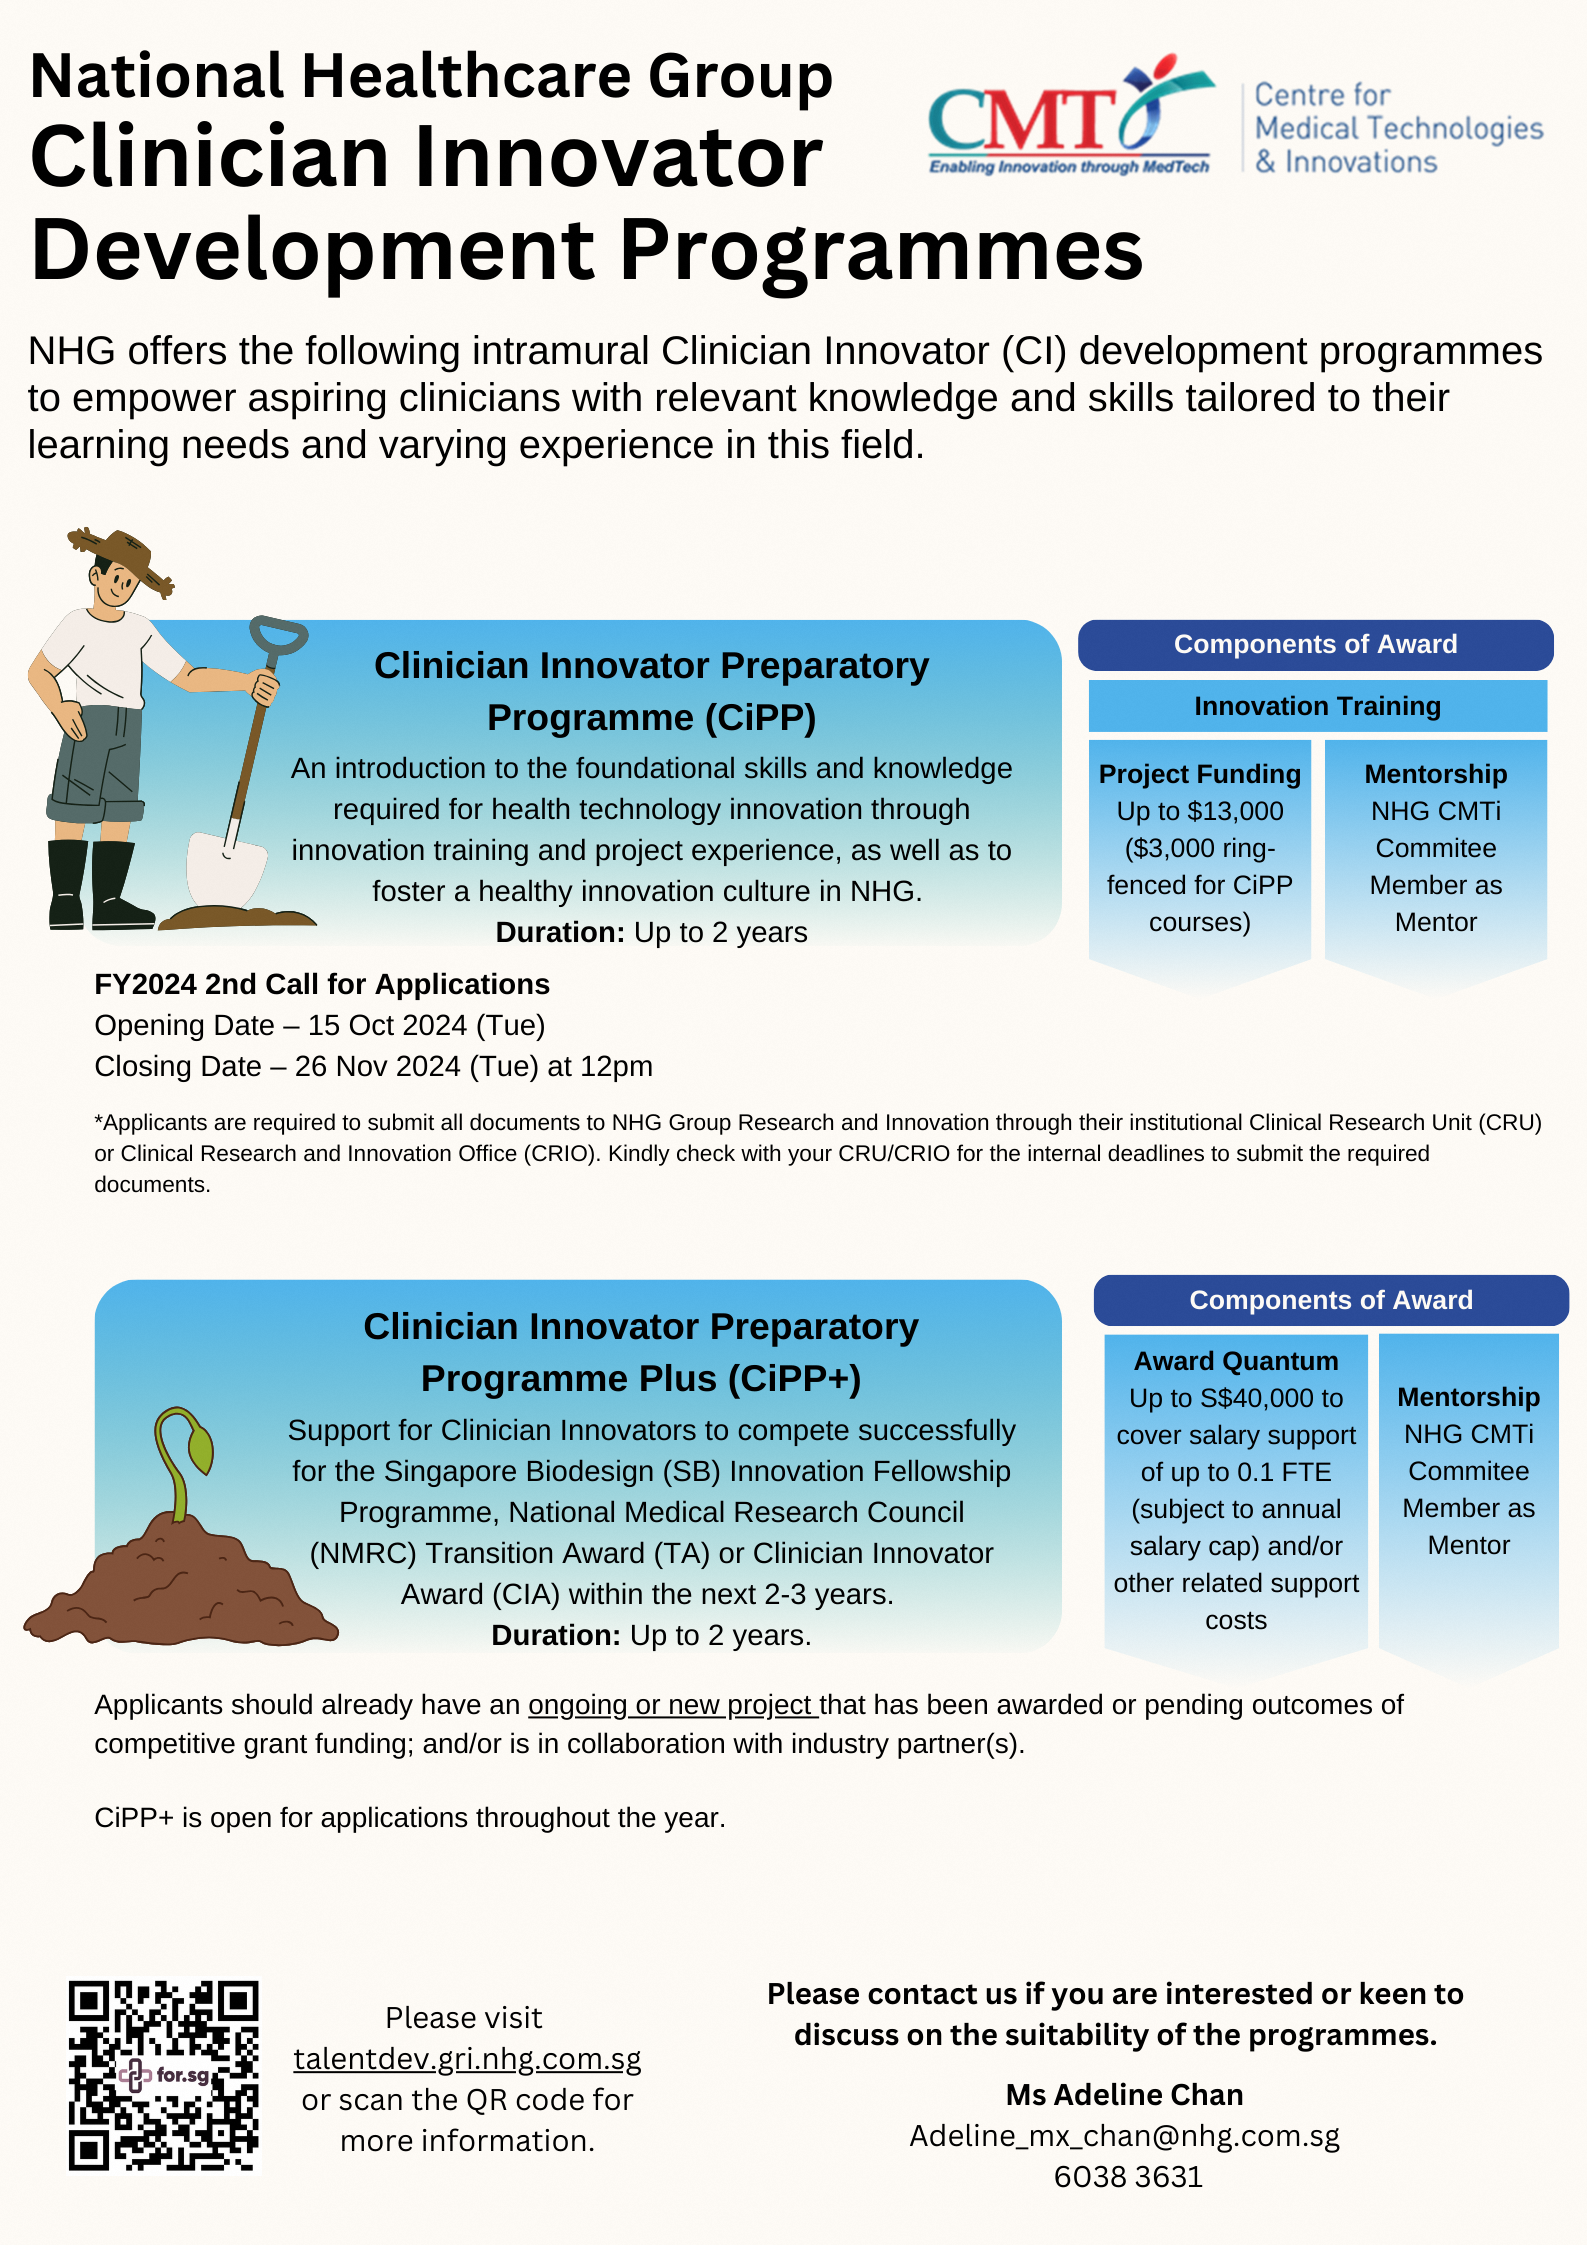 National Healthcare Group
Clinician Innovator
Development Programmes
CMT
Enabling Innovation through MedTech
Centre for
Medical Technologies
& Innovations
NHG offers the following intramural Clinician Innovator (CI) development programmes
to empower aspiring clinicians with relevant knowledge and skills tailored to their
learning needs and varying experience in this field.
Clinician Innovator Preparatory
Programme (CiPP)
An introduction to the foundational skills and knowledge
required for health technology innovation through
innovation training and project experience, as well as to
foster a healthy innovation culture in NHG.
Duration: Up to 2 years
Components of Award
Innovation Training
Project Funding
Up to $13,000
($3,000 ring-
fenced for CiPP
courses)
Mentorship
NHG CMTi
Commitee
Member as
Mentor
FY2024 2nd Call for Applications
Opening Date – 15 Oct 2024 (Tue)
Closing Date – 26 Nov 2024 (Tue) at 12pm
*Applicants are required to submit all documents to NHG Group Research and Innovation through their institutional Clinical Research Unit (CRU)
or Clinical Research and Innovation Office (CRIO). Kindly check with your CRU/CRIO for the internal deadlines to submit the required
documents.
Clinician Innovator Preparatory
Programme Plus (CiPP+)
Support for Clinician Innovators to compete successfully
for the Singapore Biodesign (SB) Innovation Fellowship
Programme, National Medical Research Council
(NMRC) Transition Award (TA) or Clinician Innovator
Award (CIA) within the next 2-3 years.
Duration: Up to 2 years.
Components of Award
Award Quantum
Up to S$40,000 to
cover salary support
of up to 0.1 FTE
(subject to annual
salary cap) and/or
other related support
costs
Mentorship
NHG CMTi
Commitee
Member as
Mentor
Applicants should already have an ongoing or new project that has been awarded or pending outcomes of
competitive grant funding; and/or is in collaboration with industry partner(s).
CiPP+ is open for applications throughout the year.
for.sg
Please visit
talentdev.gri.nhg.com.sg
or scan the QR code for
more information.
Please contact us if you are interested or keen to
discuss on the suitability of the programmes.
Ms Adeline Chan
Adeline_mx_chan@nhg.com.sg
6038 3631